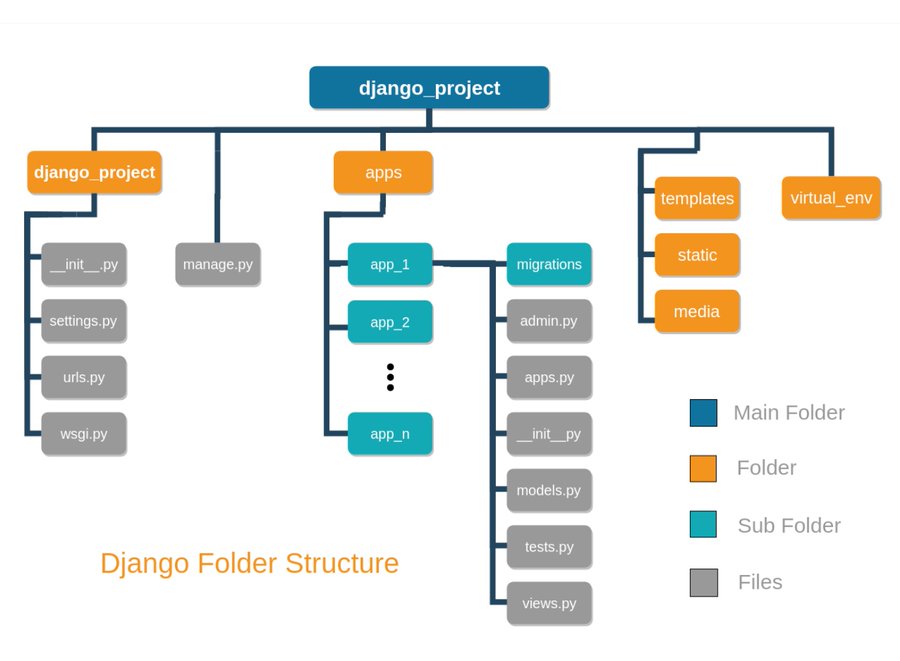 django_project
django_project
apps
templates
virtual_env
__init__.py
manage.py
app_1
migrations
static
settings.py
app_2
admin.py
media
urls.py
apps.py
wsgi.py
app_n
__init__py
models.py
tests.py
views.py
Main Folder
Folder
Sub Folder
Files
Django Folder Structure